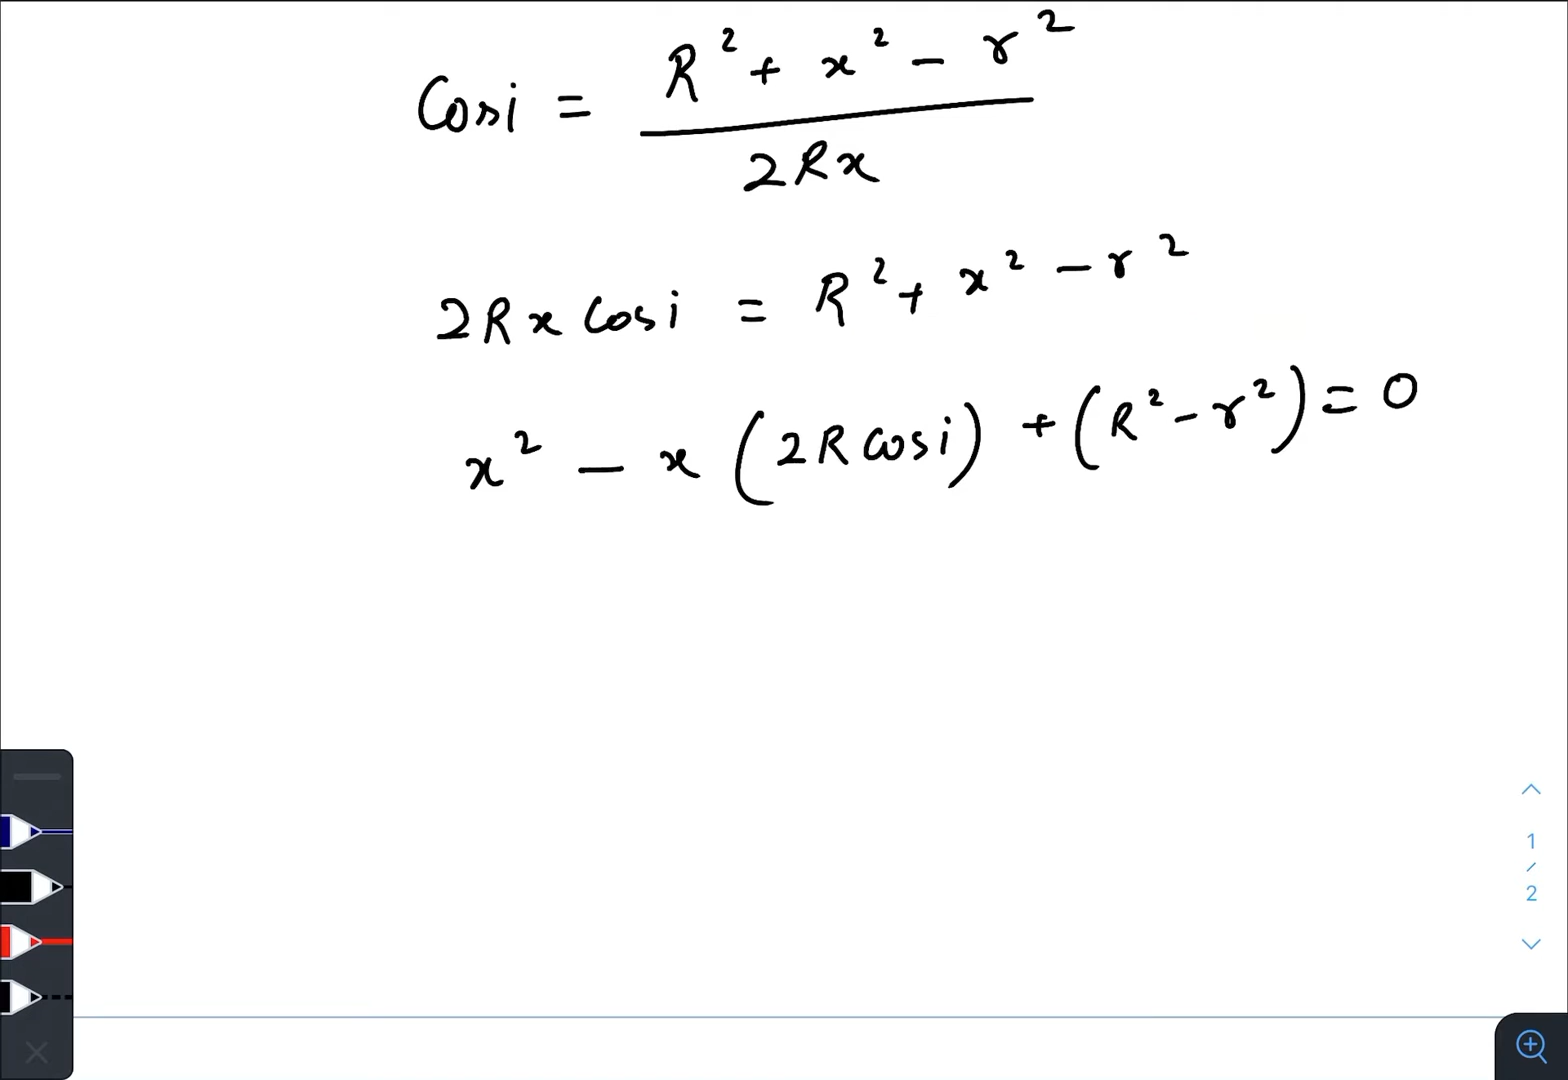 Cosi = R² + x² - r² / 2Rx
2Rx Cosi = R² + x² - r²
x² - x (2R cosi) + (R² - r²) = 0
1
/
2